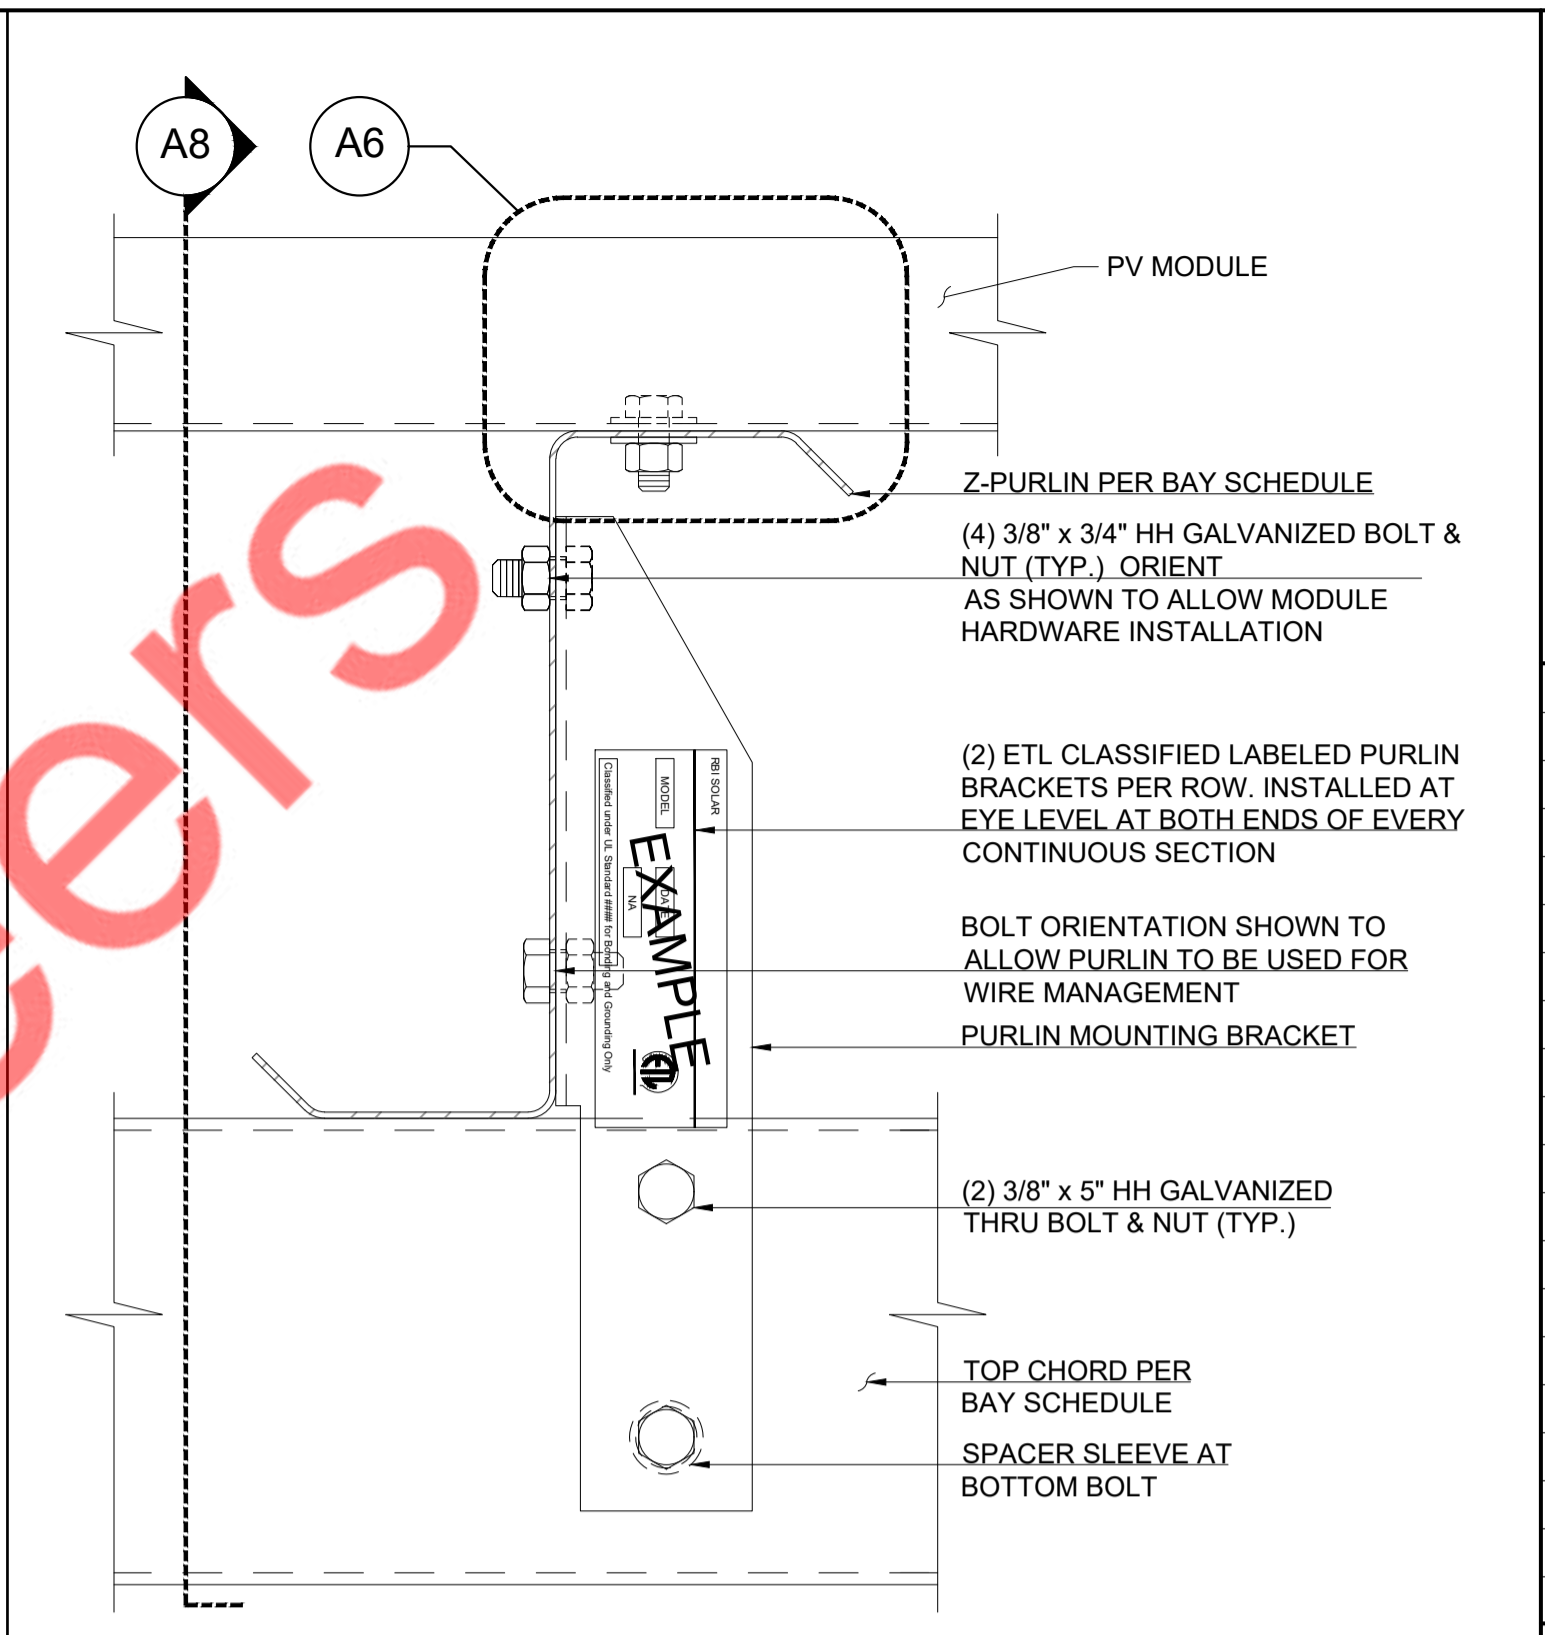 A8
A6
PV MODULE
Z-PURLIN PER BAY SCHEDULE
(4) 3/8" x 3/4" HH GALVANIZED BOLT &
NUT (TYP.) ORIENT
AS SHOWN TO ALLOW MODULE
HARDWARE INSTALLATION
(2) ETL CLASSIFIED LABELED PURLIN
BRACKETS PER ROW. INSTALLED AT
EYE LEVEL AT BOTH ENDS OF EVERY
CONTINUOUS SECTION
RBI SOLAR
MODEL
DATE
NA
Classified under UL Standard #### for Bonding and Grounding Only
EXAMPLE
ETL
BOLT ORIENTATION SHOWN TO
ALLOW PURLIN TO BE USED FOR
WIRE MANAGEMENT
PURLIN MOUNTING BRACKET
(2) 3/8" x 5" HH GALVANIZED
THRU BOLT & NUT (TYP.)
TOP CHORD PER
BAY SCHEDULE
SPACER SLEEVE AT
BOTTOM BOLT
eers